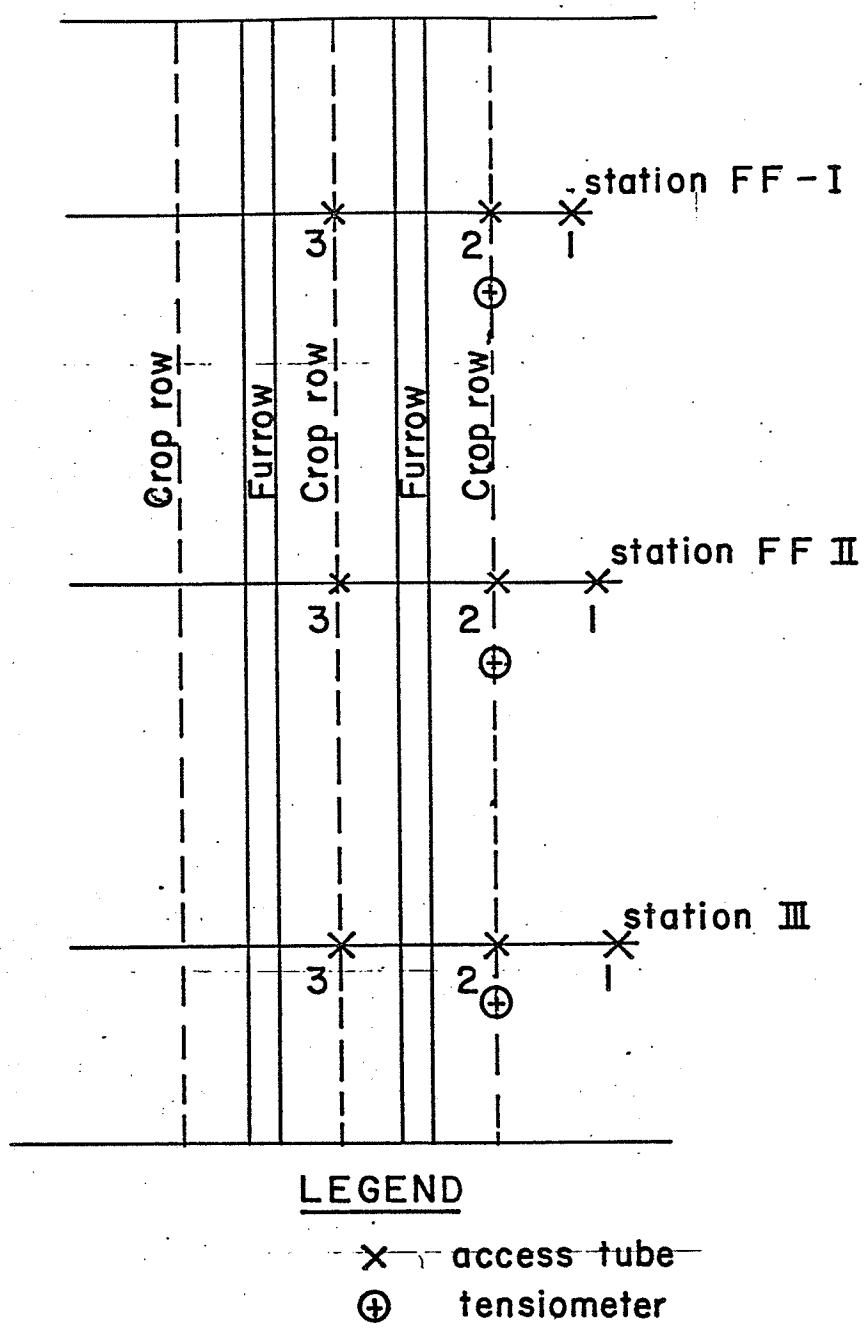 station FF-I
3 2 1
Crop row
Furrow
Crop row
Furrow
Crop row
station FF II
3 2 1
station III
3 2 1
LEGEND
× access tube
⊕ tensiometer